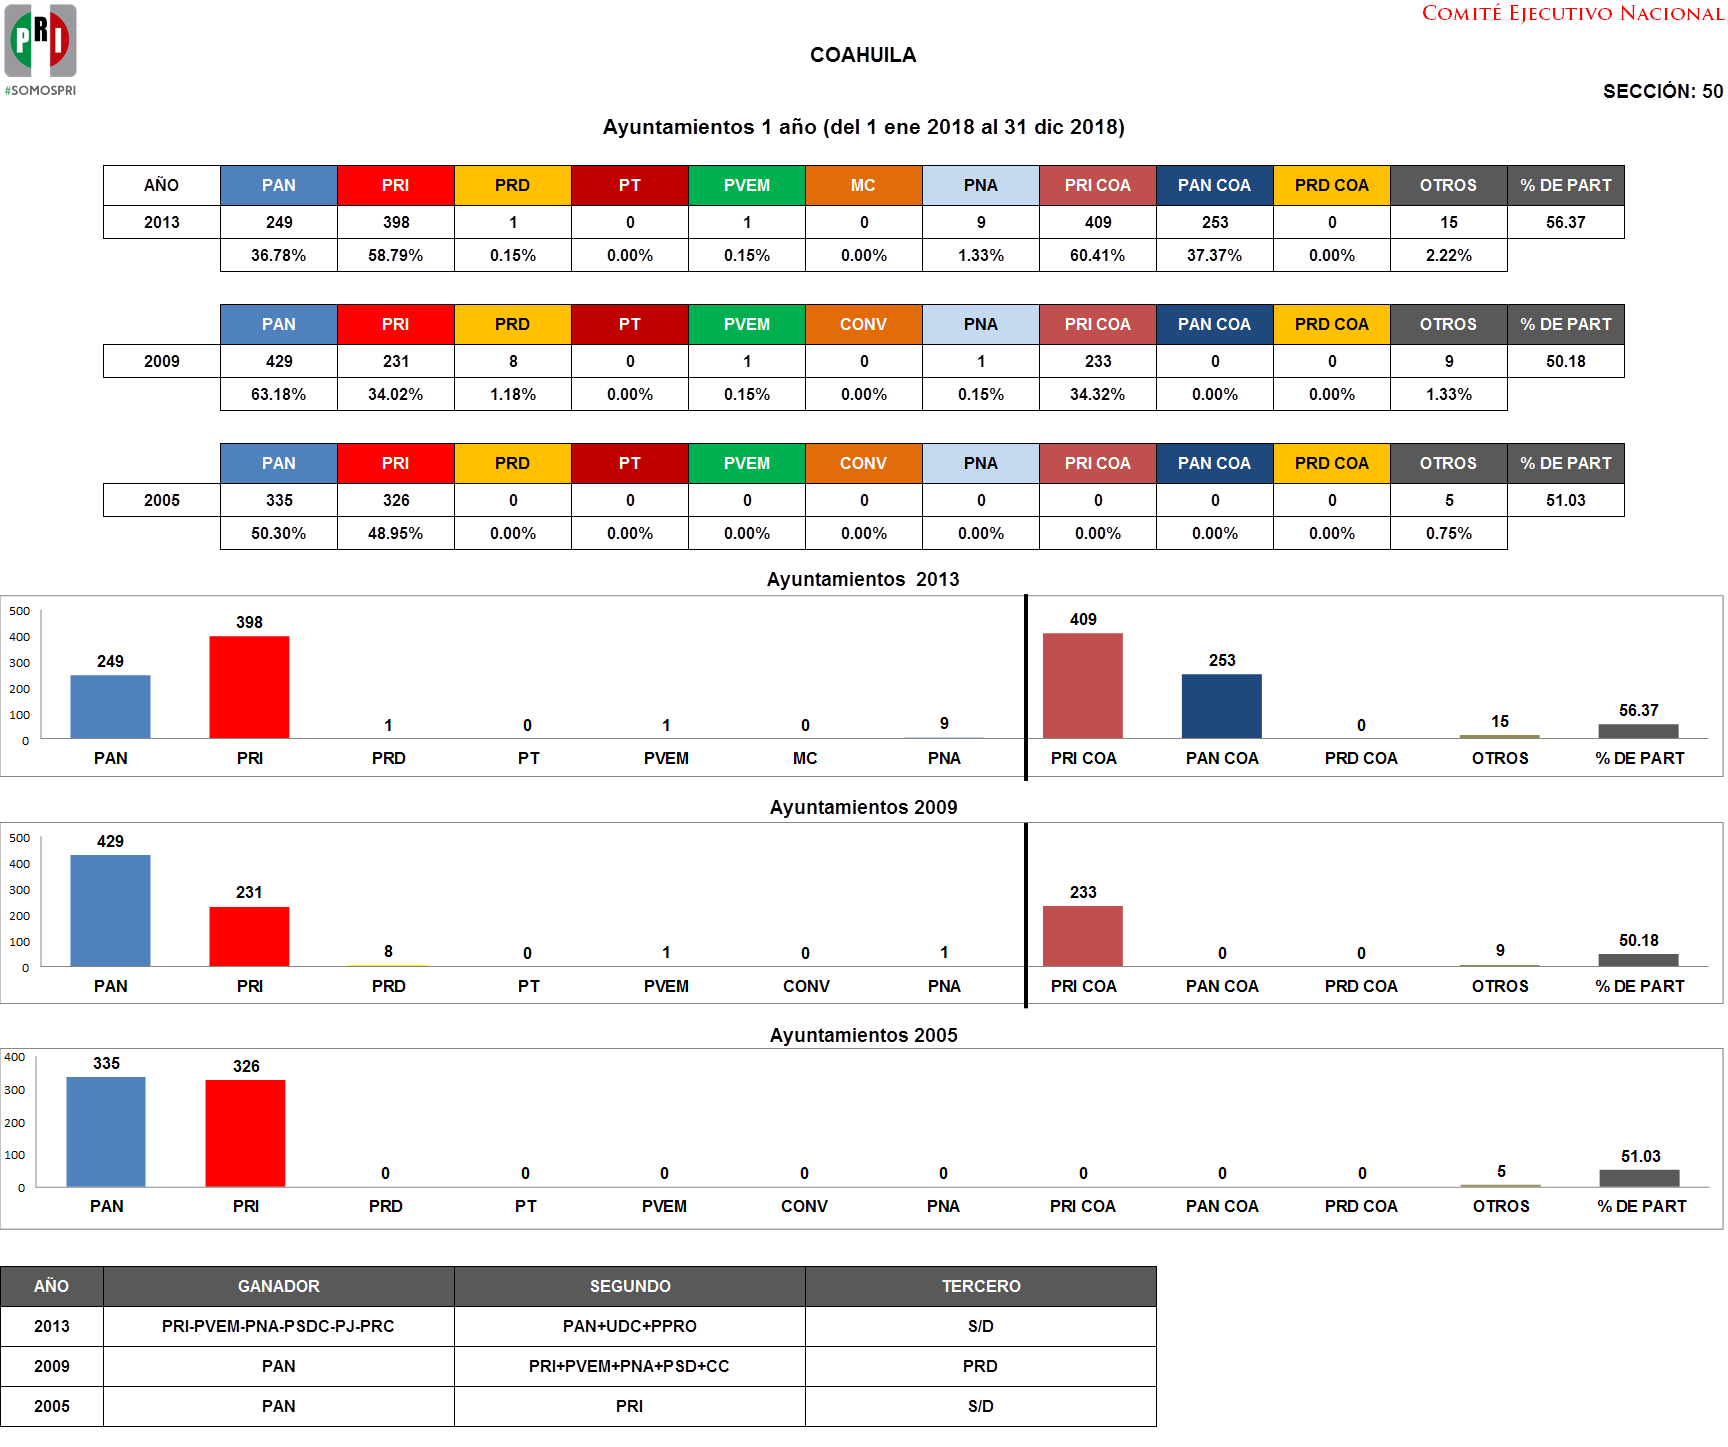 PRI
#SOMOSPRI
COMITÉ EJECUTIVO NACIONAL
COAHUILA
SECCIÓN: 50
Ayuntamientos 1 año (del 1 ene 2018 al 31 dic 2018)
AÑO PAN PRI PRD PT PVEM MC PNA PRI COA PAN COA PRD COA OTROS % DE PART
2013 249 398 1 0 1 0 9 409 253 0 15 56.37
36.78% 58.79% 0.15% 0.00% 0.15% 0.00% 1.33% 60.41% 37.37% 0.00% 2.22%
PAN PRI PRD PT PVEM CONV PNA PRI COA PAN COA PRD COA OTROS % DE PART
2009 429 231 8 0 1 0 1 233 0 0 9 50.18
63.18% 34.02% 1.18% 0.00% 0.15% 0.00% 0.15% 34.32% 0.00% 0.00% 1.33%
PAN PRI PRD PT PVEM CONV PNA PRI COA PAN COA PRD COA OTROS % DE PART
2005 335 326 0 0 0 0 0 0 0 0 5 51.03
50.30% 48.95% 0.00% 0.00% 0.00% 0.00% 0.00% 0.00% 0.00% 0.00% 0.75%
Ayuntamientos 2013
500
400
300
200
100
0
249 398 1 0 1 0 9 409 253 0 15 56.37
PAN PRI PRD PT PVEM MC PNA PRI COA PAN COA PRD COA OTROS % DE PART
Ayuntamientos 2009
500
400
300
200
100
0
429 231 8 0 1 0 1 233 0 0 9 50.18
PAN PRI PRD PT PVEM CONV PNA PRI COA PAN COA PRD COA OTROS % DE PART
Ayuntamientos 2005
400
300
200
100
0
335 326 0 0 0 0 0 0 0 0 5 51.03
PAN PRI PRD PT PVEM CONV PNA PRI COA PAN COA PRD COA OTROS % DE PART
AÑO GANADOR SEGUNDO TERCERO
2013 PRI-PVEM-PNA-PSDC-PJ-PRC PAN+UDC+PPRO S/D
2009 PAN PRI+PVEM+PNA+PSD+CC PRD
2005 PAN PRI S/D